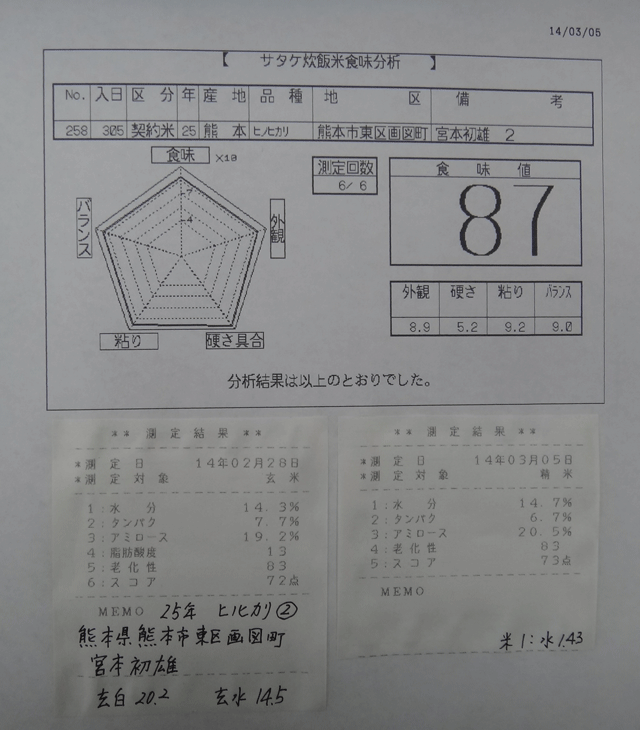 14/03/05
【 サタケ炊飯米食味分析 】
No. 入日 区分 年 産地 品種 地区 備考
258 305 契約米 25 熊本 ヒノヒカリ 熊本市東区画図町 宮本初雄 2
食味 ×10
7
4
バランス
外観
粘り
硬さ具合
測定回数
6/ 6
食味値
87
外観 硬さ 粘り バランス
8.9 5.2 9.2 9.0
分析結果は以上のとおりでした。
** 測定結果 **
*測定日 14年02月28日
*測定対象 玄米
1:水分 14.3%
2:タンパク 7.7%
3:アミロース 19.2%
4:脂肪酸度 13
5:老化性 83
6:スコア 72点
MEMO 25年 ヒノヒカリ②
熊本県熊本市東区画図町
宮本初雄
玄白 20.2 玄水 14.5
** 測定結果 **
*測定日 14年03月05日
*測定対象 精米
1:水分 14.7%
2:タンパク 6.7%
3:アミロース 20.5%
4:老化性 83
5:スコア 73点
MEMO
米1:水1.43